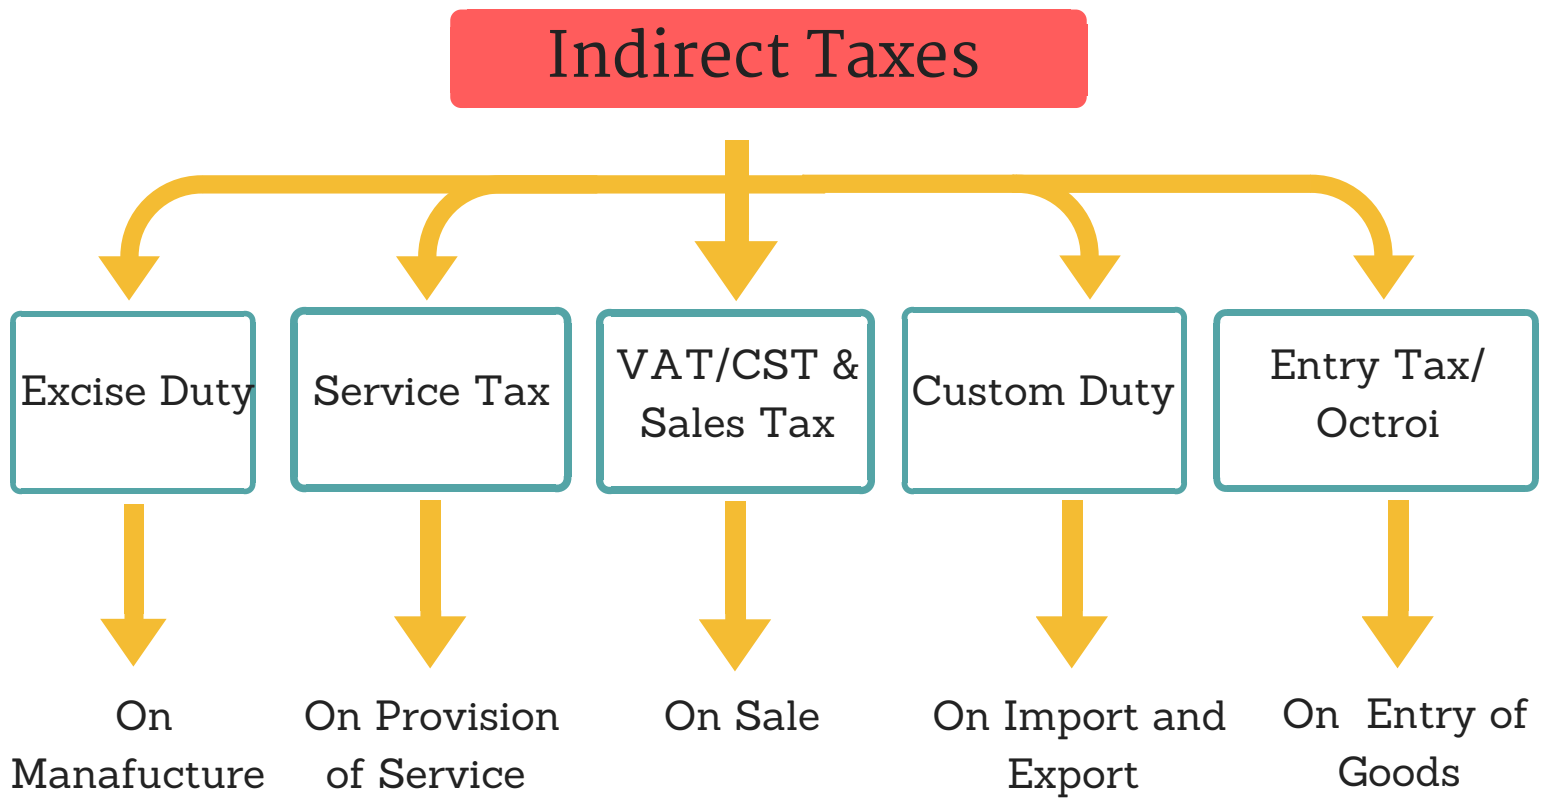 Indirect Taxes
Excise Duty
Service Tax
VAT/CST &
Sales Tax
Custom Duty
Entry Tax/
Octroi
On
Manafucture
On Provision
of Service
On Sale
On Import and
Export
On Entry of
Goods